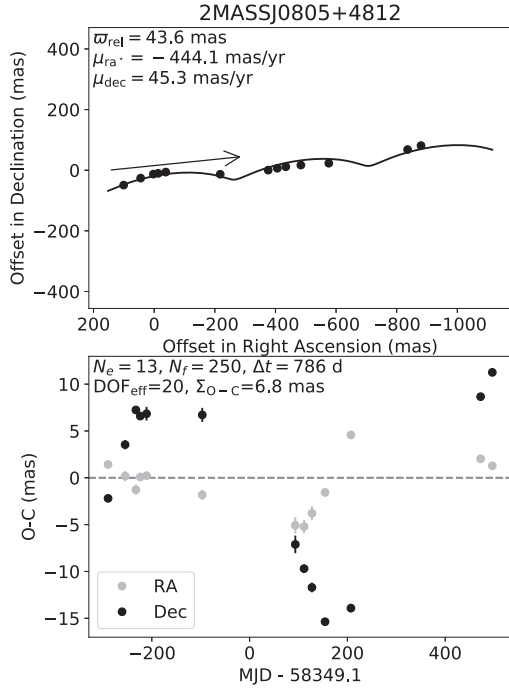 2MASSJ0805+4812
ϖrel = 43.6 mas
μra· = − 444.1 mas/yr
μdec = 45.3 mas/yr
Offset in Declination (mas)
400
200
0
−200
−400
200 0 −200 −400 −600 −800 −1000
Offset in Right Ascension (mas)
Ne = 13, Nf = 250, Δt = 786 d
DOFeff=20, ΣO−C=6.8 mas
O-C (mas)
10
5
0
−5
−10
−15
RA
Dec
−200 0 200 400
MJD - 58349.1